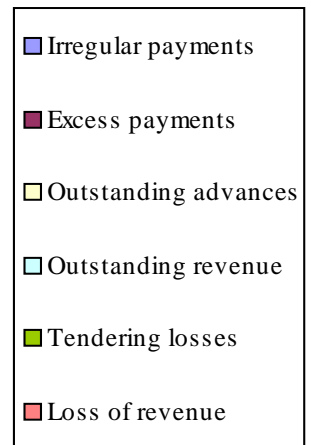 Irregular payments
Excess payments
Outstanding advances
Outstanding revenue
Tendering losses
Loss of revenue